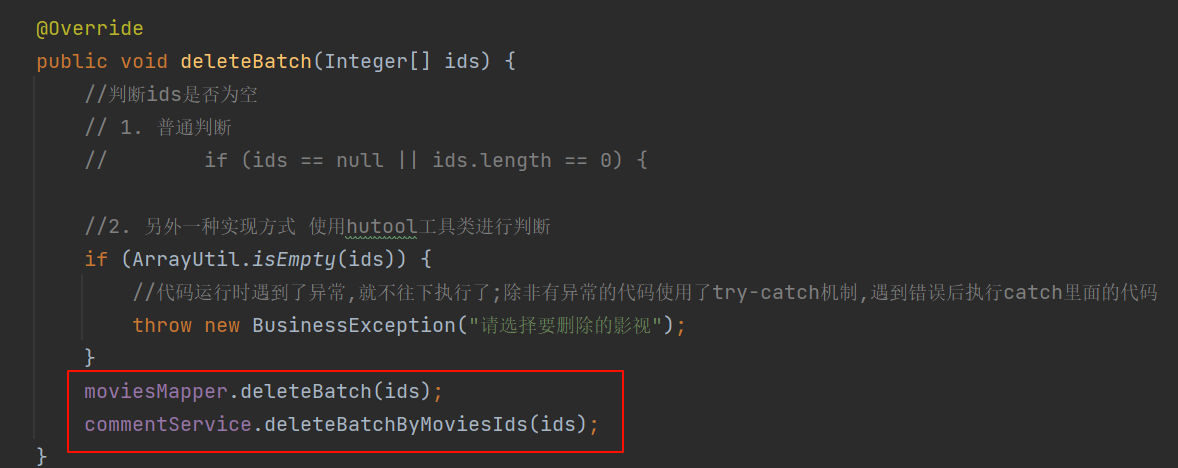 @Override
public void deleteBatch(Integer[] ids) {
//判断ids是否为空
// 1. 普通判断
//        if (ids == null || ids.length == 0) {
//2. 另外一种实现方式 使用hutool工具类进行判断
if (ArrayUtil.isEmpty(ids)) {
//代码运行时遇到了异常,就不往下执行了;除非有异常的代码使用了try-catch机制,遇到错误后执行catch里面的代码
throw new BusinessException("请选择要删除的影视");
}
moviesMapper.deleteBatch(ids);
commentService.deleteBatchByMoviesIds(ids);
}